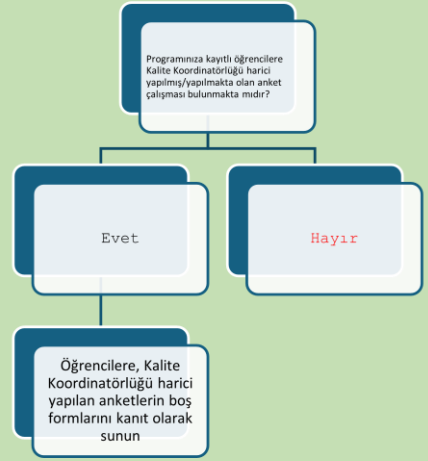 Programınıza kayıtlı öğrencilere
Kalite Koordinatörlüğü harici
yapılmış/yapılmakta olan anket
çalışması bulunmakta mıdır?
Evet
Hayır
Öğrencilere, Kalite
Koordinatörlüğü harici
yapılan anketlerin boş
formlarını kanıt olarak
sunun